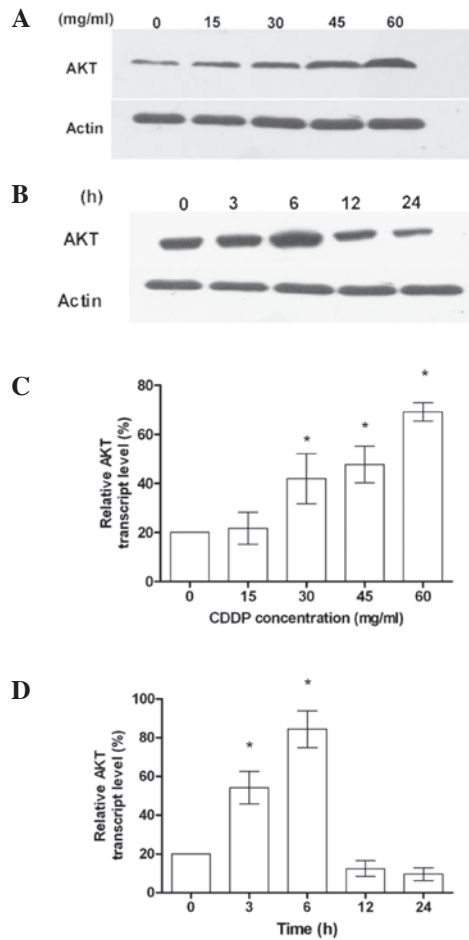 A
(mg/ml) 0 15 30 45 60
AKT
Actin
B
(h) 0 3 6 12 24
AKT
Actin
C
Relative AKT
transcript level (%)
80
60
40
20
0
* * *
0 15 30 45 60
CDDP concentration (mg/ml)
D
Relative AKT
transcript level (%)
100
80
60
40
20
0
* *
0 3 6 12 24
Time (h)